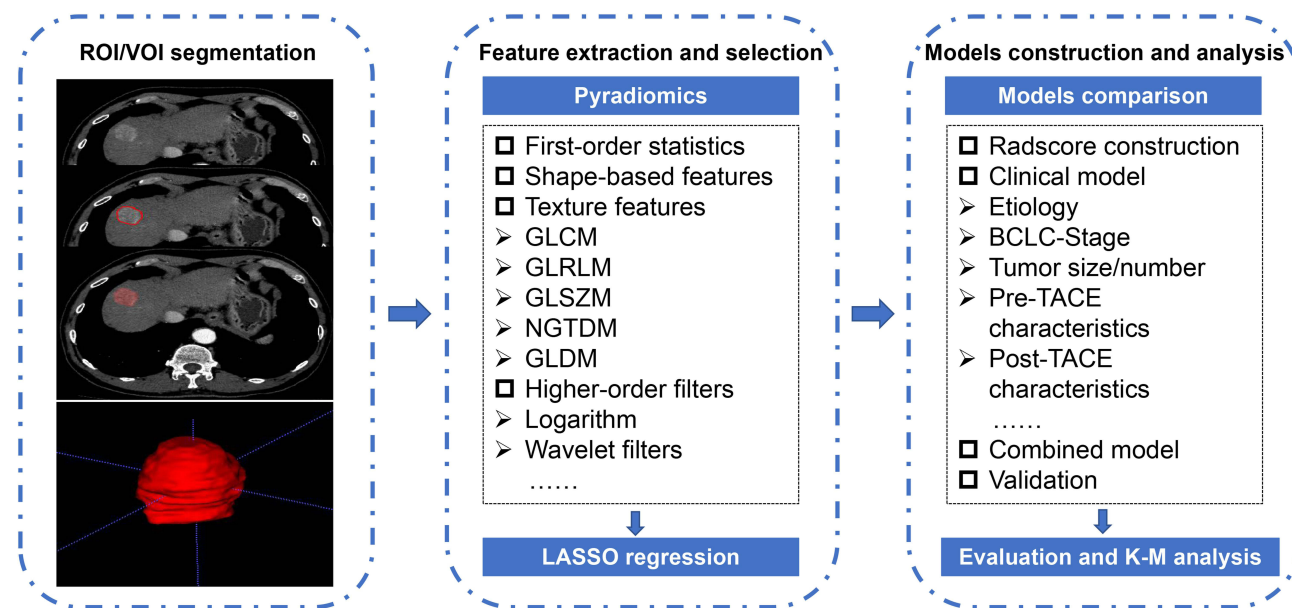 ROI/VOI segmentation
Feature extraction and selection
Pyradiomics
First-order statistics
Shape-based features
Texture features
GLCM
GLRLM
GLSZM
NGTDM
GLDM
Higher-order filters
Logarithm
Wavelet filters
……
LASSO regression
Models construction and analysis
Models comparison
Radscore construction
Clinical model
Etiology
BCLC-Stage
Tumor size/number
Pre-TACE
characteristics
Post-TACE
characteristics
……
Combined model
Validation
Evaluation and K-M analysis